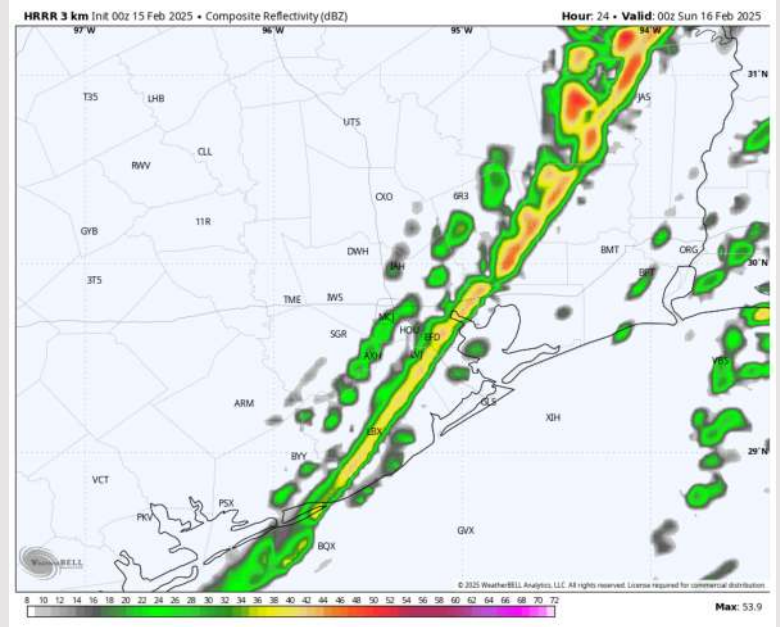 HRRR 3 km Init 00z 15 Feb 2025 • Composite Reflectivity (dBZ) Hour: 24 • Valid: 00z Sun 16 Feb 2025
97°W 96°W 95°W 94°W
31°N
T35 LHB JAS
UTS
CLL
RWV
CXO 6R3
11R
GYB
DWH BMT ORG
IAH 30°N
3T5 BPT
TME IWS
MCJ
SGR HOU EFD
AXH LVJ VBS
ARM GLS
XIH
LBX
BYY 29°N
VCT
PSX
PKV
GVX
BQX
WEATHERBELL
© 2025 WeatherBELL Analytics, LLC All rights reserved. License required for commercial distribution.
8 10 12 14 16 18 20 22 24 26 28 30 32 34 36 38 40 42 44 46 48 50 52 54 56 58 60 62 64 66 68 70 72 Max: 53.9